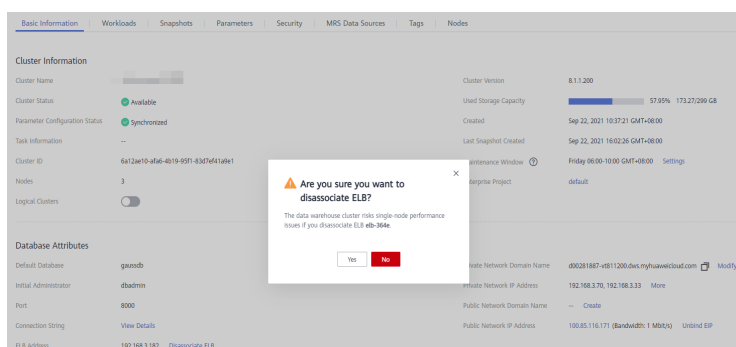 Basic Information Workloads Snapshots Parameters Security MRS Data Sources Tags Nodes
Cluster Information
Cluster Name
Cluster Version 8.1.1.200
Cluster Status Available
Used Storage Capacity 57.95% 173.27/299 GB
Parameter Configuration Status Synchronized
Created Sep 22, 2021 10:37:21 GMT+08:00
Task Information --
Last Snapshot Created Sep 22, 2021 16:02:26 GMT+08:00
Cluster ID 6a12ae10-afa6-4b19-95f1-83d7ef41a9e1
aintenance Window ? Friday 06:00-10:00 GMT+08:00 Settings
Nodes 3
terprise Project default
Logical Clusters
Are you sure you want to
disassociate ELB?
The data warehouse cluster risks single-node performance
issues if you disassociate ELB elb-364e.
Yes No
Database Attributes
Default Database gaussdb
ivate Network Domain Name d00281887-vt811200.dws.myhuaweicloud.com Modify
Initial Administrator dbadmin
Private Network IP Address 192.168.3.70, 192.168.3.33 More
Port 8000
Public Network Domain Name -- Create
Connection String View Details
Public Network IP Address 100.85.116.171 (Bandwidth: 1 Mbit/s) Unbind EIP
ELB Address 192.168.3.182 Disassociate ELB